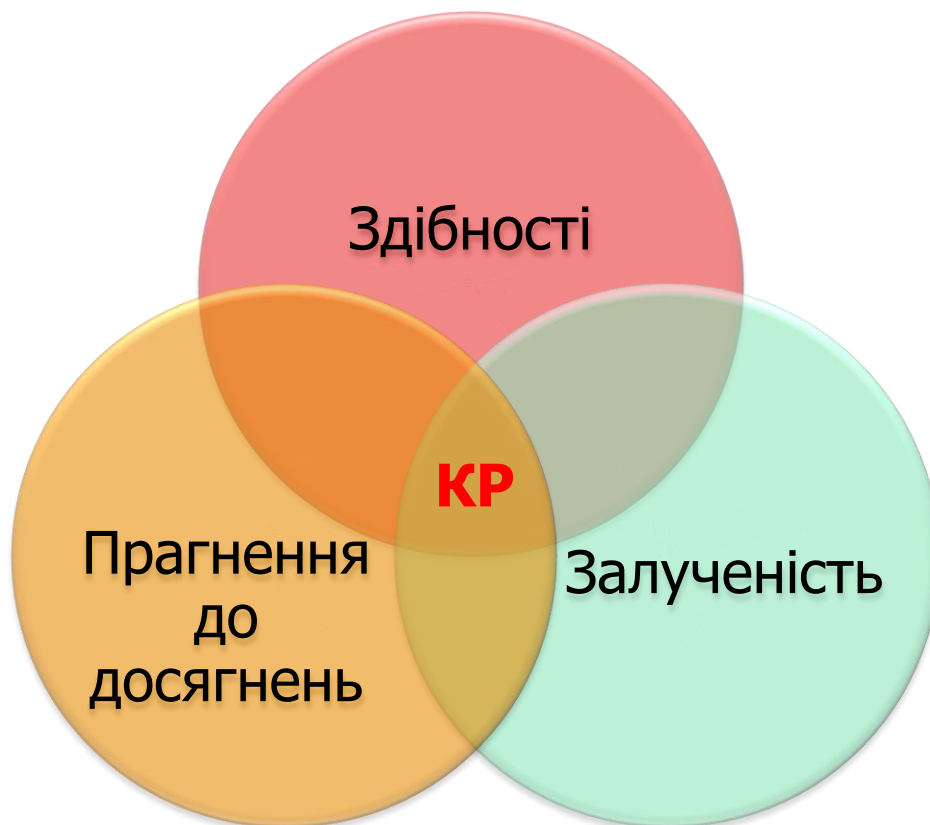 Здібності
КР
Прагнення
до
досягнень
Залученість